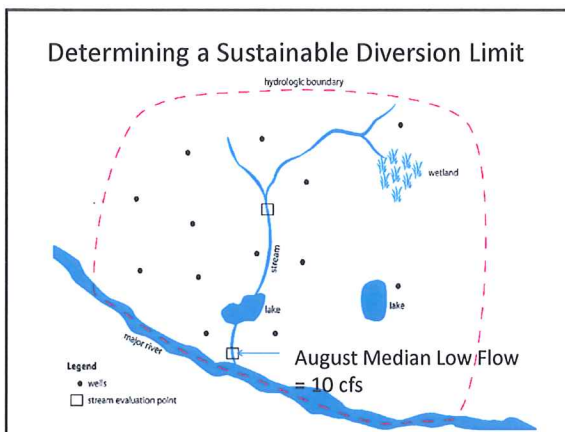 Determining a Sustainable Diversion Limit
hydrologic boundary
wetland
stream
lake
lake
major river
August Median Low Flow
= 10 cfs
Legend
wells
stream evaluation point